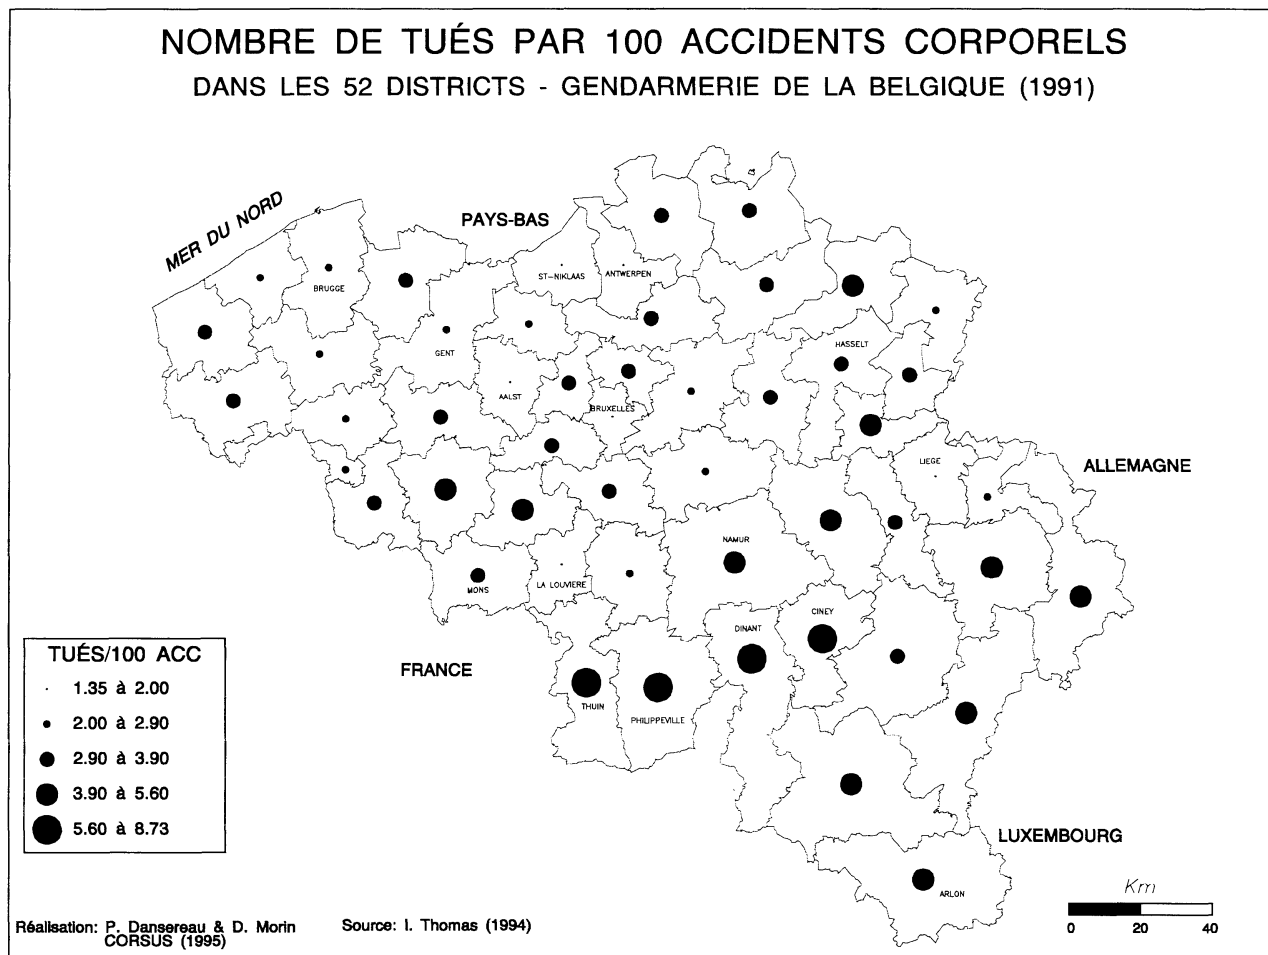 NOMBRE DE TUÉS PAR 100 ACCIDENTS CORPORELS
DANS LES 52 DISTRICTS - GENDARMERIE DE LA BELGIQUE (1991)
MER DU NORD
PAYS-BAS
ST-NIKLAAS
ANTWERPEN
BRUGGE
GENT
HASSELT
AALST
BRUXELLES
LIEGE
ALLEMAGNE
NAMUR
LA LOUVIERE
MONS
CINEY
DINANT
FRANCE
THUIN
PHILIPPEVILLE
TUÉS/100 ACC
1.35 à 2.00
2.00 à 2.90
2.90 à 3.90
3.90 à 5.60
5.60 à 8.73
LUXEMBOURG
ARLON
Km
0 20 40
Réalisation: P. Dansereau & D. Morin
CORSUS (1995)
Source: I. Thomas (1994)